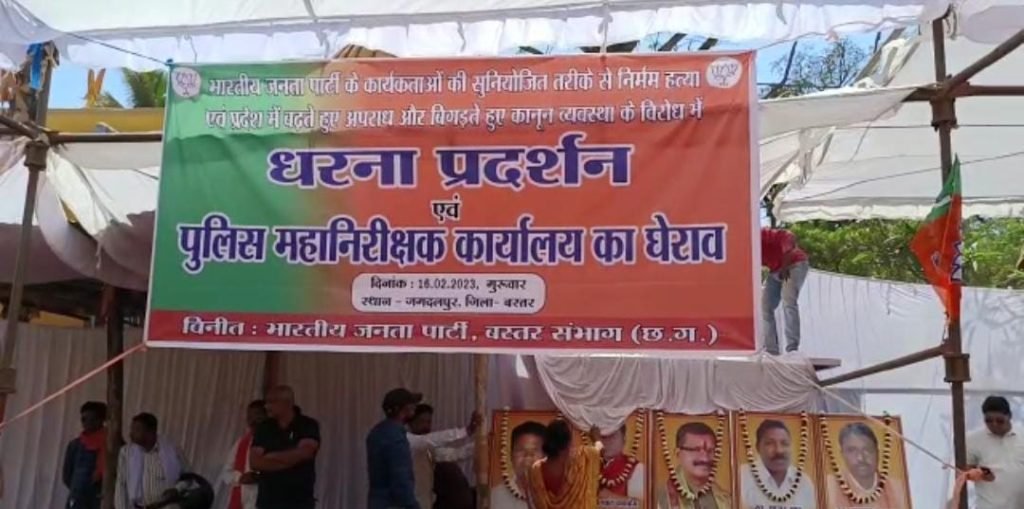 भारतीय जनता पार्टी के कार्यकताओं की सुनियोजित तरीके से निर्मम हत्या
एवं प्रदेश में बढ़ते हुए अपराध और बिगड़ते हुए कानून व्यवस्था के विरोध में
धरना प्रदर्शन
एवं
पुलिस महानिरीक्षक कार्यालय का घेराव
दिनांक : 16.02.2023, गुरूवार
स्थान - जगदलपुर, जिला- बस्तर
विनीत : भारतीय जनता पार्टी, बस्तर संभाग (छ.ग.)